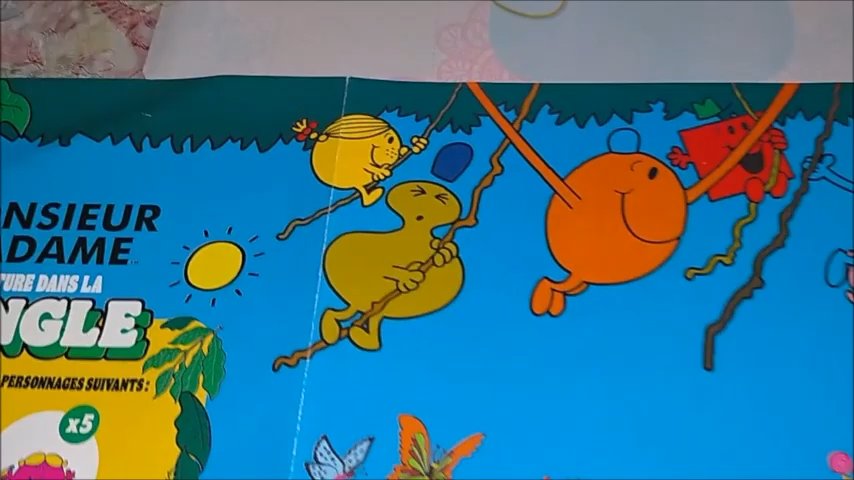 NSIEUR
ADAME
TURE DANS LA
NGLE
PERSONNAGES SUIVANTS :
x5